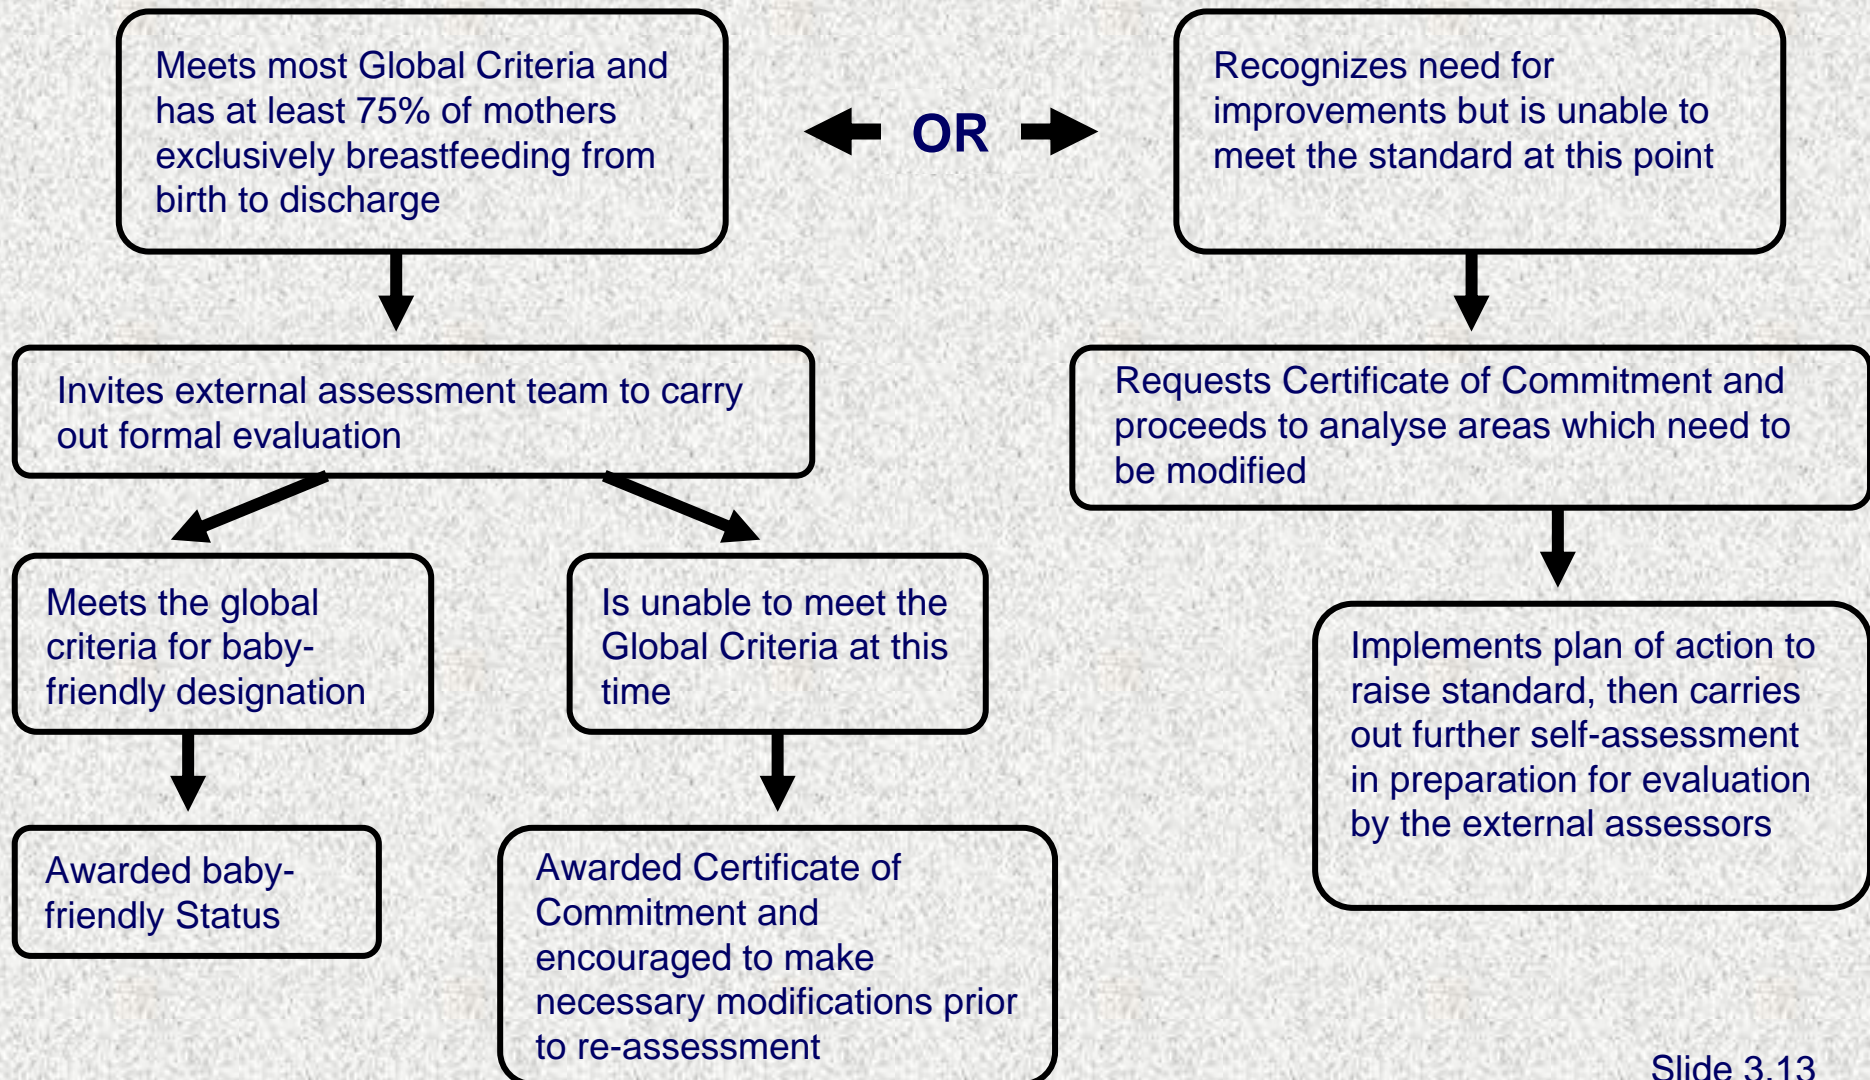 Meets most Global Criteria and
has at least 75% of mothers
exclusively breastfeeding from
birth to discharge
OR
Recognizes need for
improvements but is unable to
meet the standard at this point
Invites external assessment team to carry
out formal evaluation
Requests Certificate of Commitment and
proceeds to analyse areas which need to
be modified
Meets the global
criteria for baby-
friendly designation
Is unable to meet the
Global Criteria at this
time
Implements plan of action to
raise standard, then carries
out further self-assessment
in preparation for evaluation
by the external assessors
Awarded baby-
friendly Status
Awarded Certificate of
Commitment and
encouraged to make
necessary modifications prior
to re-assessment
Slide 3.13